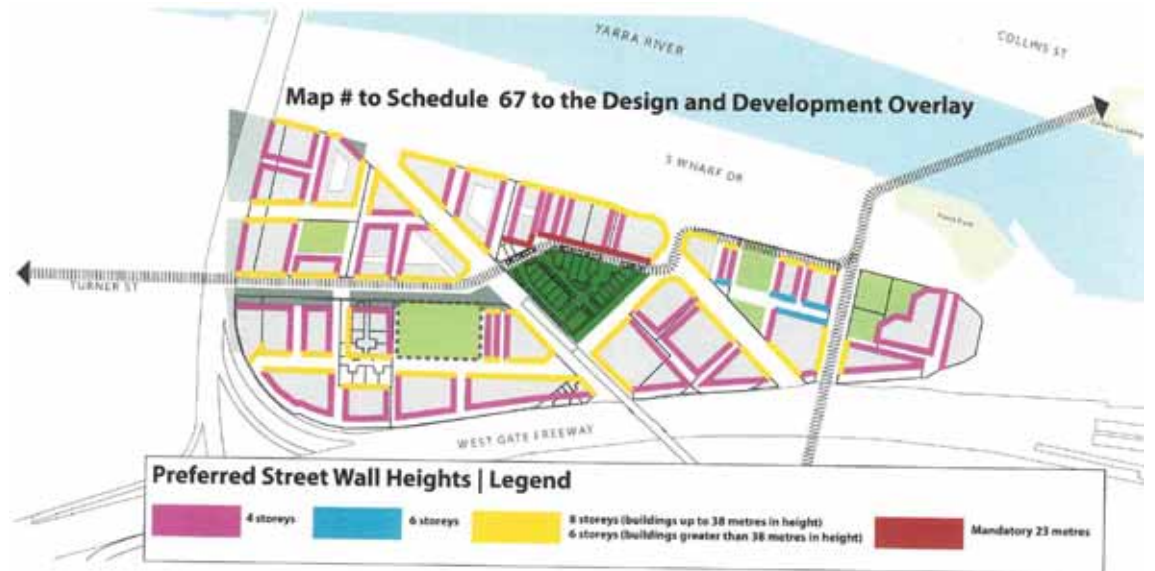 YARRA RIVER
COLLINS ST
Map # to Schedule 67 to the Design and Development Overlay
S WHARF DR
TURNER ST
WEST GATE FREEWAY
Preferred Street Wall Heights | Legend
4 storeys
6 storeys
8 storeys (buildings up to 38 metres in height)
6 storeys (buildings greater than 38 metres in height)
Mandatory 23 metres